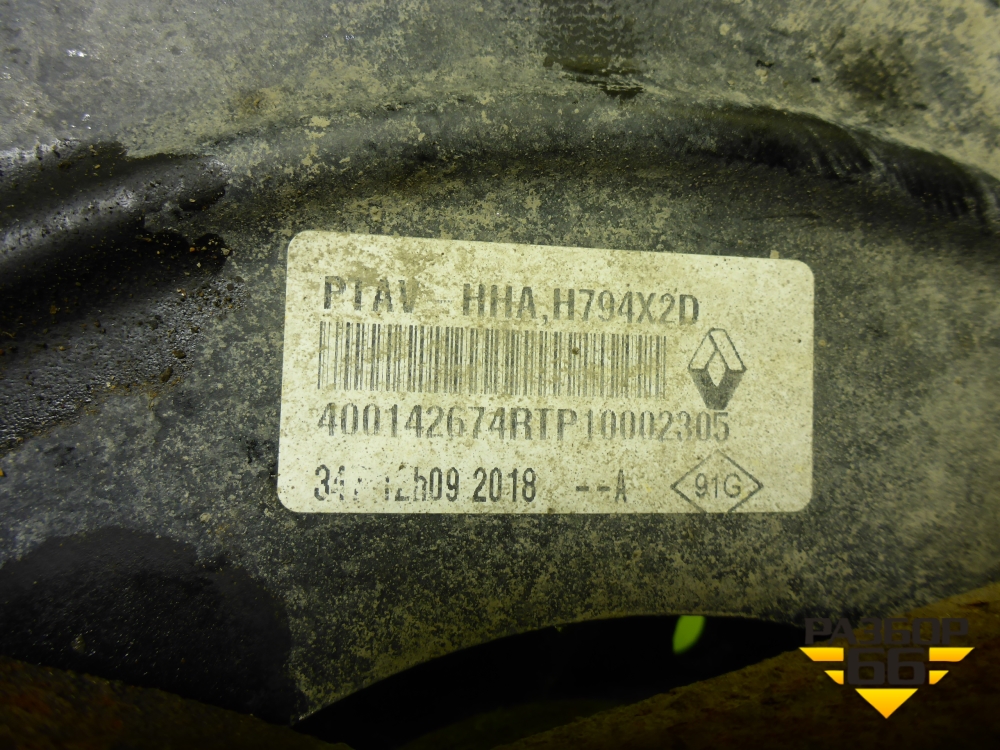 PTAV - HHA,H794X2D
400142674RTP10002305
12h09 2018 --A
91G
РАЗБОР
66